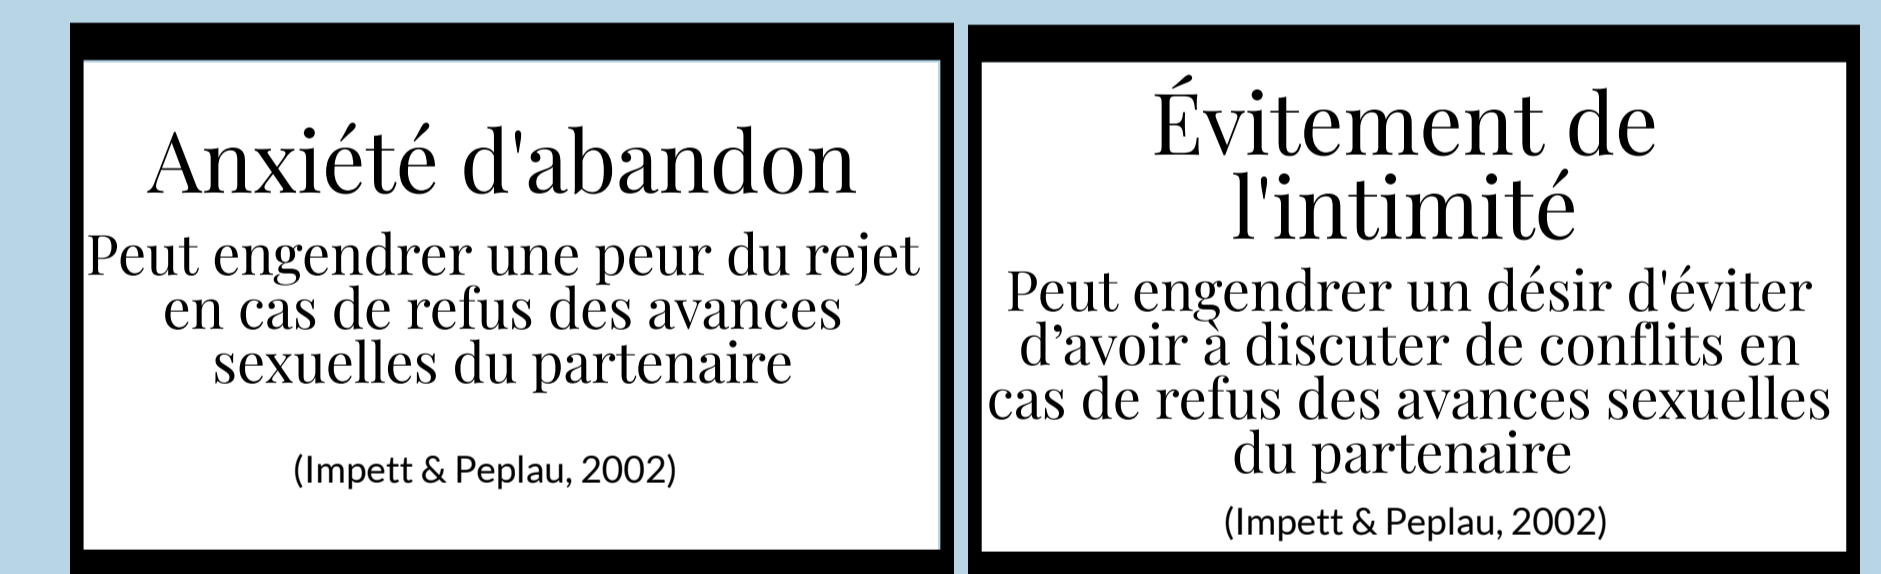 Anxiété d'abandon
Peut engendrer une peur du rejet
en cas de refus des avances
sexuelles du partenaire
(Impett & Peplau, 2002)
Évitement de
l'intimité
Peut engendrer un désir d'éviter
d’avoir à discuter de conflits en
cas de refus des avances sexuelles
du partenaire
(Impett & Peplau, 2002)